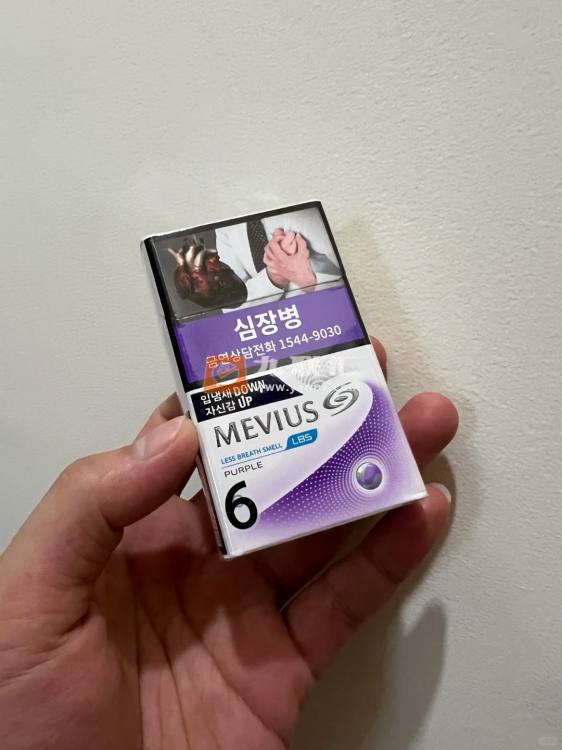 심장병
금연상담전화 1544-9030
입냄새 DOWN
자신감 UP
MEVIUS
LESS BREATH SMELL LBS
PURPLE
6